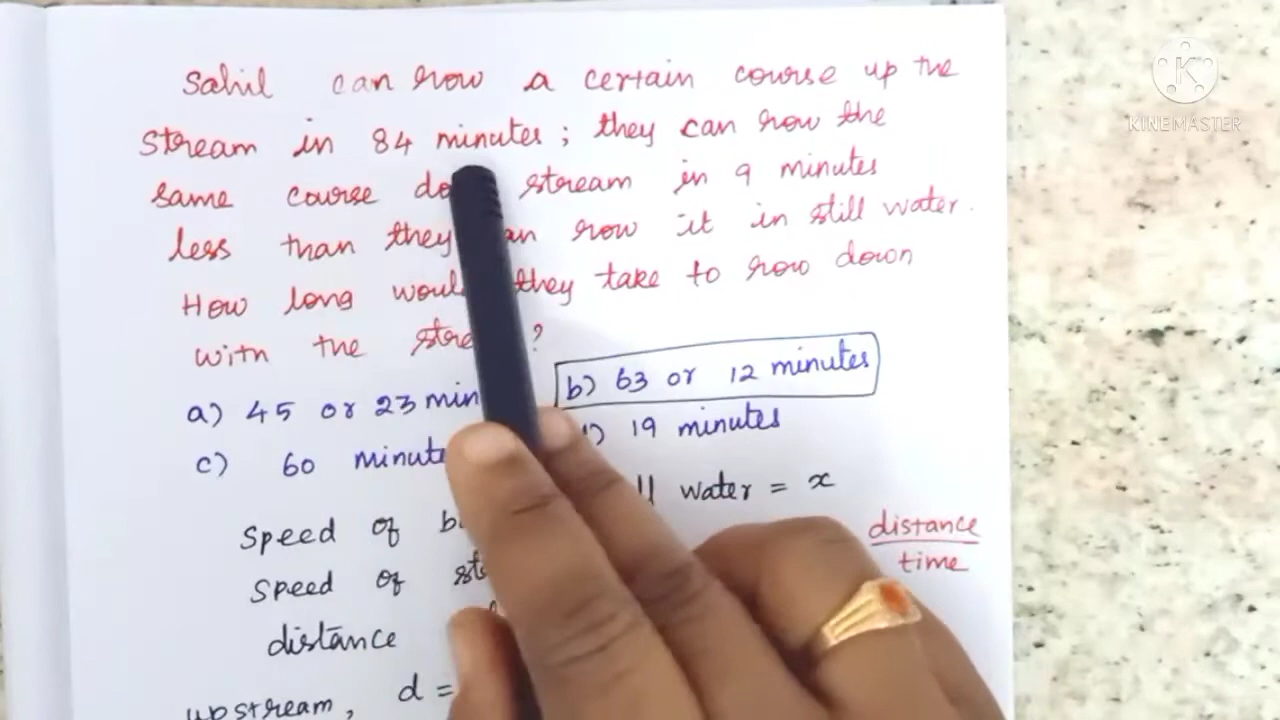 Sahil can row a certain course up the
stream in 84 minutes ; they can row the
same course stream in 9 minutes
less than they row it in still water.
How long they take to row down
with the ?
a) 45 or 23 min b) 63 or 12 minutes
c) 60 19 minutes
water = x
Speed of distance
Speed of time
distance
upstream, d =
KINEMASTER